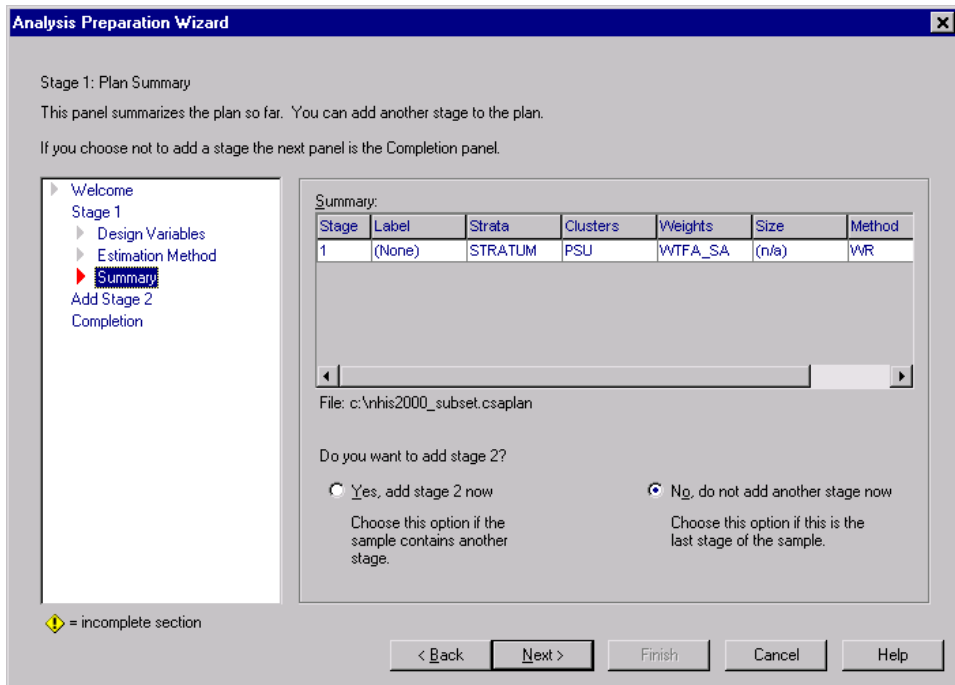 Analysis Preparation Wizard
Stage 1: Plan Summary
This panel summarizes the plan so far. You can add another stage to the plan.
If you choose not to add a stage the next panel is the Completion panel.
Welcome
Stage 1
Design Variables
Estimation Method
Summary
Add Stage 2
Completion
Summary:
Stage Label Strata Clusters Weights Size Method
1 (None) STRATUM PSU WTFA_SA (n/a) WR
File: c:\nhis2000_subset.csaplan
Do you want to add stage 2?
Yes, add stage 2 now
Choose this option if the
sample contains another
stage.
No, do not add another stage now
Choose this option if this is the
last stage of the sample.
! = incomplete section
< Back Next > Finish Cancel Help